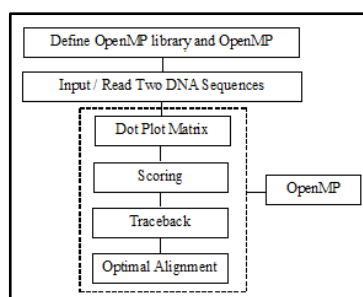 Define OpenMP library and OpenMP
Input / Read Two DNA Sequences
Dot Plot Matrix
Scoring
OpenMP
Traceback
Optimal Alignment